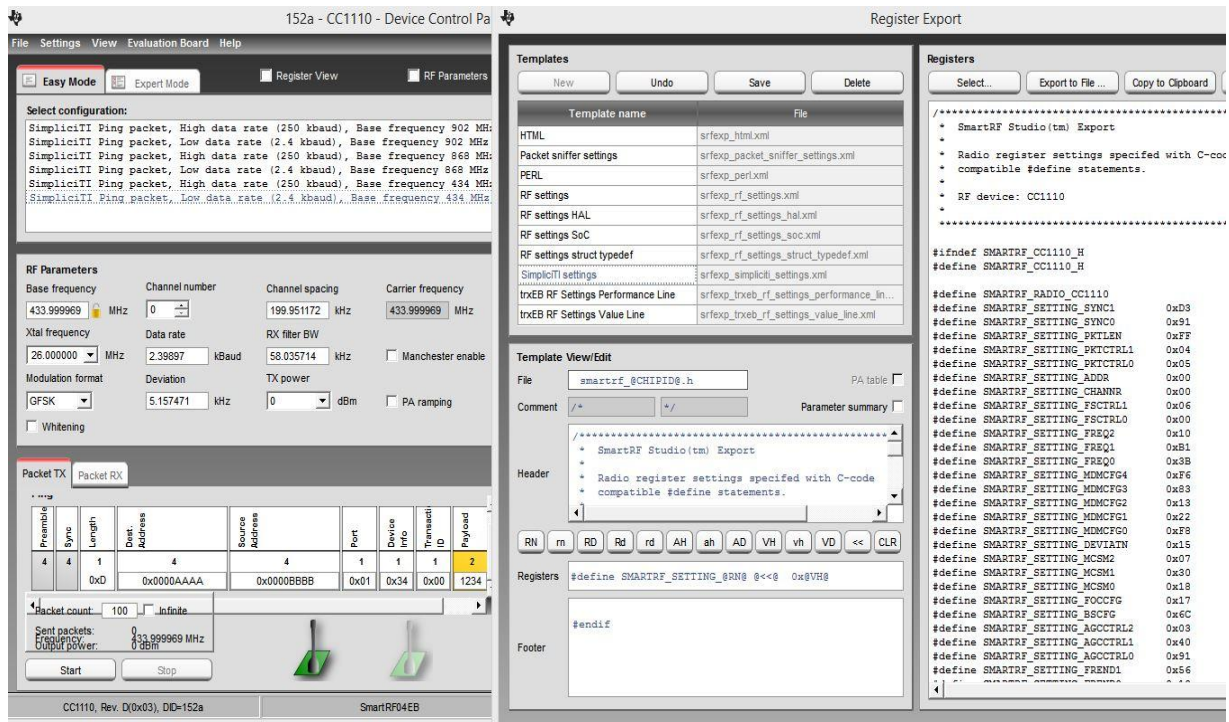 152a - CC1110 - Device Control Pa
File Settings View Evaluation Board Help
Easy Mode
Expert Mode
Register View
RF Parameters
Select configuration:
SimpliciTI Ping packet, High data rate (250 kbaud), Base frequency 902 MHz
SimpliciTI Ping packet, Low data rate (2.4 kbaud), Base frequency 902 MHz
SimpliciTI Ping packet, High data rate (250 kbaud), Base frequency 868 MHz
SimpliciTI Ping packet, Low data rate (2.4 kbaud), Base frequency 868 MHz
SimpliciTI Ping packet, High data rate (250 kbaud), Base frequency 434 MHz
SimpliciTI Ping packet, Low data rate (2.4 kbaud), Base frequency 434 MHz
RF Parameters
Base frequency Channel number Channel spacing Carrier frequency
433.999969 MHz 0 199.951172 kHz 433.999969 MHz
Xtal frequency Data rate RX filter BW
26.000000 MHz 2.39897 kBaud 58.035714 kHz Manchester enable
Modulation format Deviation TX power
GFSK 5.157471 kHz 0 dBm PA ramping
Whitening
Packet TX Packet RX
Preamble Sync Length Dest. Address Source Address Port Device Info Transacti ID Payload
4 4 1 4 4 1 1 1 2
0xD 0x0000AAAA 0x0000BBBB 0x01 0x34 0x00 1234
Packet count: 100 Infinite
Sent packets: 0
Frequency: 433.999969 MHz
Output power: 0 dBm
Start Stop
CC1110, Rev. D(0x03), DID=152a SmartRF04EB
Register Export
Templates
New Undo Save Delete
Template name File
HTML srfexp_html.xml
Packet sniffer settings srfexp_packet_sniffer_settings.xml
PERL srfexp_perl.xml
RF settings srfexp_rf_settings.xml
RF settings HAL srfexp_rf_settings_hal.xml
RF settings SoC srfexp_rf_settings_soc.xml
RF settings struct typedef srfexp_rf_settings_struct_typedef.xml
SimpliciTI settings srfexp_simpliciti_settings.xml
trxEB RF Settings Performance Line srfexp_trxeb_rf_settings_performance_lin...
trxEB RF Settings Value Line srfexp_trxeb_rf_settings_value_line.xml
Template View/Edit
File smartrf_@CHIPID@.h PA table
Comment /* */ Parameter summary
Header
/***************************************************
* SmartRF Studio(tm) Export
*
* Radio register settings specifed with C-code
* compatible #define statements.
RN rn RD Rd rd AH ah AD VH vh VD << CLR
Registers #define SMARTRF_SETTING_@RN@ @<<@ 0x@VH@
Footer
#endif
Registers
Select... Export to File ... Copy to Clipboard
/***************************************
* SmartRF Studio(tm) Export
*
* Radio register settings specifed with C-cod
* compatible #define statements.
*
* RF device: CC1110
*
***************************************
#ifndef SMARTRF_CC1110_H
#define SMARTRF_CC1110_H
#define SMARTRF_RADIO_CC1110
#define SMARTRF_SETTING_SYNC1 0xD3
#define SMARTRF_SETTING_SYNC0 0x91
#define SMARTRF_SETTING_PKTLEN 0xFF
#define SMARTRF_SETTING_PKTCTRL1 0x04
#define SMARTRF_SETTING_PKTCTRL0 0x05
#define SMARTRF_SETTING_ADDR 0x00
#define SMARTRF_SETTING_CHANNR 0x00
#define SMARTRF_SETTING_FSCTRL1 0x06
#define SMARTRF_SETTING_FSCTRL0 0x00
#define SMARTRF_SETTING_FREQ2 0x10
#define SMARTRF_SETTING_FREQ1 0xB1
#define SMARTRF_SETTING_FREQ0 0x3B
#define SMARTRF_SETTING_MDMCFG4 0xF6
#define SMARTRF_SETTING_MDMCFG3 0x83
#define SMARTRF_SETTING_MDMCFG2 0x13
#define SMARTRF_SETTING_MDMCFG1 0x22
#define SMARTRF_SETTING_MDMCFG0 0xF8
#define SMARTRF_SETTING_DEVIATN 0x15
#define SMARTRF_SETTING_MCSM2 0x07
#define SMARTRF_SETTING_MCSM1 0x30
#define SMARTRF_SETTING_MCSM0 0x18
#define SMARTRF_SETTING_FOCCFG 0x17
#define SMARTRF_SETTING_BSCFG 0x6C
#define SMARTRF_SETTING_AGCCTRL2 0x03
#define SMARTRF_SETTING_AGCCTRL1 0x40
#define SMARTRF_SETTING_AGCCTRL0 0x91
#define SMARTRF_SETTING_FREND1 0x56